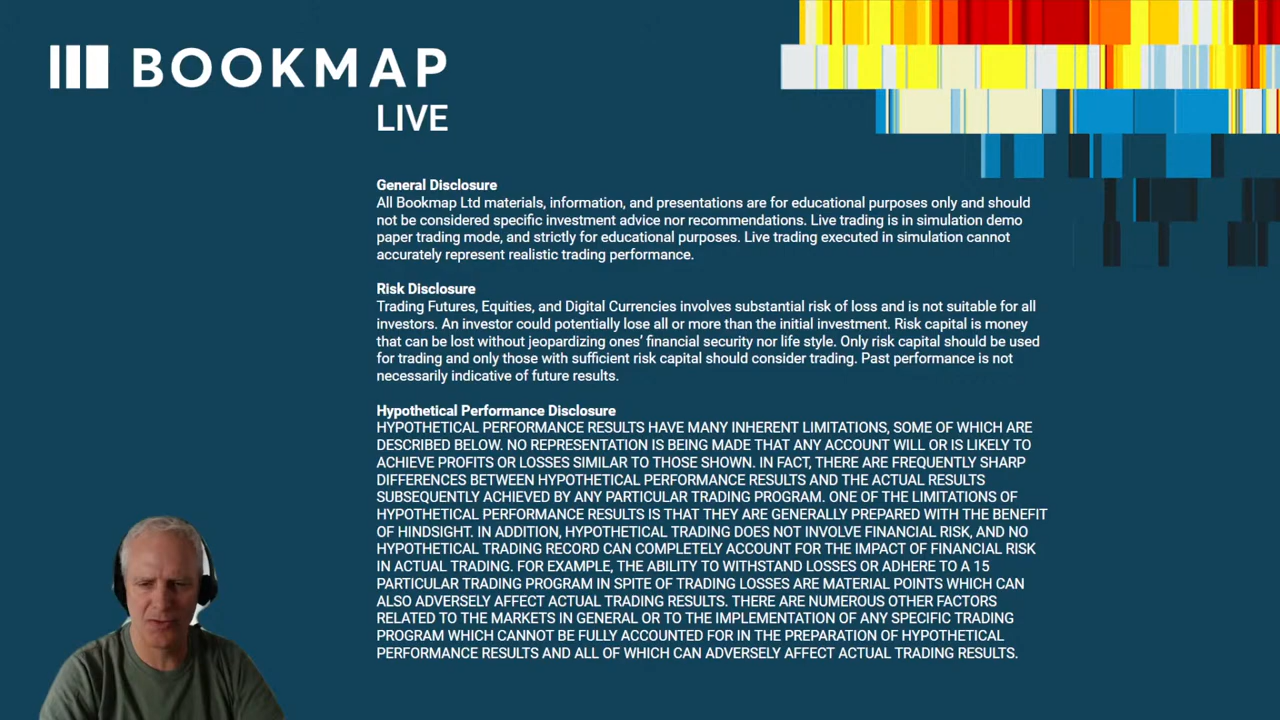 BOOKMAP
LIVE
General Disclosure
All Bookmap Ltd materials, information, and presentations are for educational purposes only and should
not be considered specific investment advice nor recommendations. Live trading is in simulation demo
paper trading mode, and strictly for educational purposes. Live trading executed in simulation cannot
accurately represent realistic trading performance.
Risk Disclosure
Trading Futures, Equities, and Digital Currencies involves substantial risk of loss and is not suitable for all
investors. An investor could potentially lose all or more than the initial investment. Risk capital is money
that can be lost without jeopardizing ones’ financial security nor life style. Only risk capital should be used
for trading and only those with sufficient risk capital should consider trading. Past performance is not
necessarily indicative of future results.
Hypothetical Performance Disclosure
HYPOTHETICAL PERFORMANCE RESULTS HAVE MANY INHERENT LIMITATIONS, SOME OF WHICH ARE
DESCRIBED BELOW. NO REPRESENTATION IS BEING MADE THAT ANY ACCOUNT WILL OR IS LIKELY TO
ACHIEVE PROFITS OR LOSSES SIMILAR TO THOSE SHOWN. IN FACT, THERE ARE FREQUENTLY SHARP
DIFFERENCES BETWEEN HYPOTHETICAL PERFORMANCE RESULTS AND THE ACTUAL RESULTS
SUBSEQUENTLY ACHIEVED BY ANY PARTICULAR TRADING PROGRAM. ONE OF THE LIMITATIONS OF
HYPOTHETICAL PERFORMANCE RESULTS IS THAT THEY ARE GENERALLY PREPARED WITH THE BENEFIT
OF HINDSIGHT. IN ADDITION, HYPOTHETICAL TRADING DOES NOT INVOLVE FINANCIAL RISK, AND NO
HYPOTHETICAL TRADING RECORD CAN COMPLETELY ACCOUNT FOR THE IMPACT OF FINANCIAL RISK
IN ACTUAL TRADING. FOR EXAMPLE, THE ABILITY TO WITHSTAND LOSSES OR ADHERE TO A 15
PARTICULAR TRADING PROGRAM IN SPITE OF TRADING LOSSES ARE MATERIAL POINTS WHICH CAN
ALSO ADVERSELY AFFECT ACTUAL TRADING RESULTS. THERE ARE NUMEROUS OTHER FACTORS
RELATED TO THE MARKETS IN GENERAL OR TO THE IMPLEMENTATION OF ANY SPECIFIC TRADING
PROGRAM WHICH CANNOT BE FULLY ACCOUNTED FOR IN THE PREPARATION OF HYPOTHETICAL
PERFORMANCE RESULTS AND ALL OF WHICH CAN ADVERSELY AFFECT ACTUAL TRADING RESULTS.